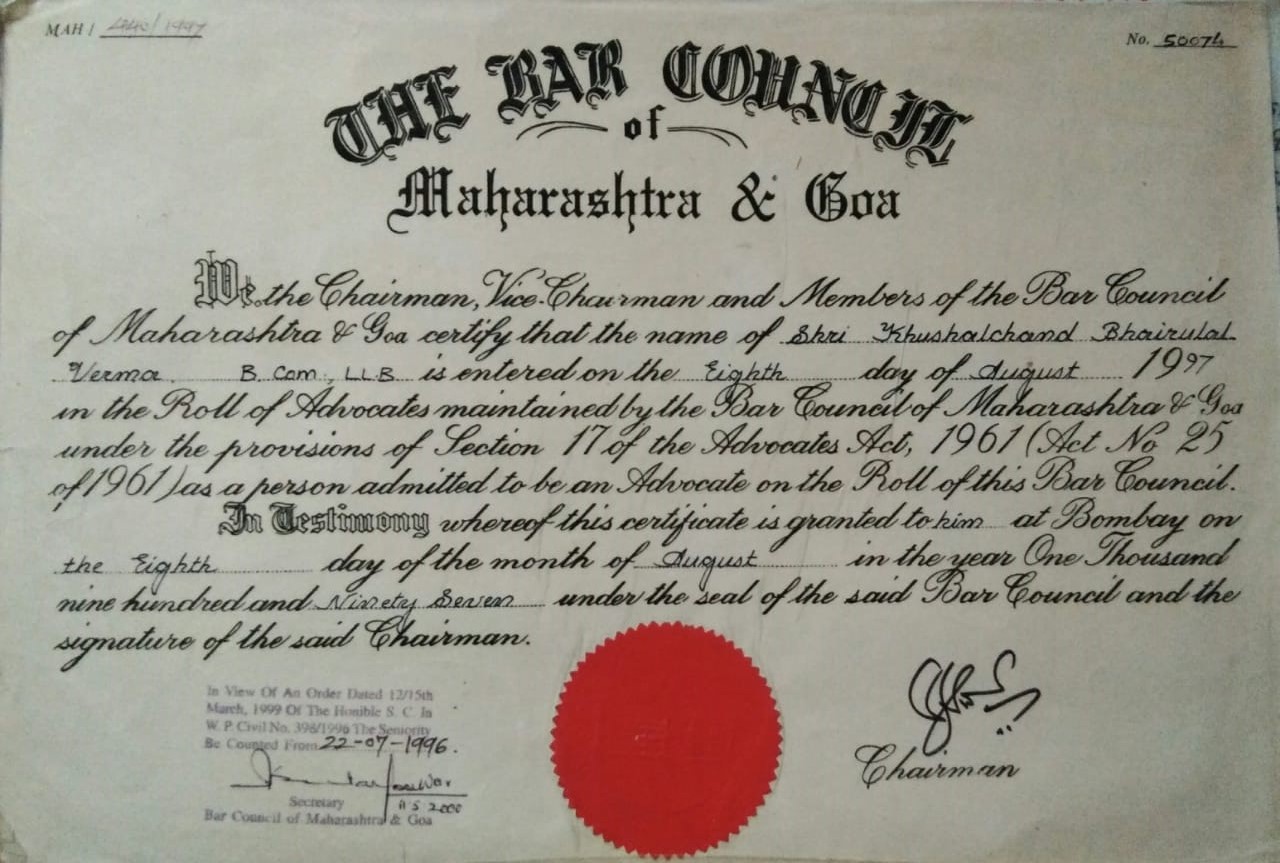 MAH / 440/1997
No. 50074
THE BAR COUNCIL
of
Maharashtra & Goa
We, the Chairman, Vice-Chairman and Members of the Bar Council
of Maharashtra & Goa certify that the name of Shri Khushalchand Bhairulal
Verma B. Com., LL.B is entered on the Eighth day of August 1997
in the Roll of Advocates maintained by the Bar Council of Maharashtra & Goa
under the provisions of Section 17 of the Advocates Act, 1961 (Act No 25
of 1961) as a person admitted to be an Advocate on the Roll of this Bar Council.
In Testimony whereof this certificate is granted to him at Bombay on
the Eighth day of the month of August in the year One Thousand
nine hundred and Ninety Seven under the seal of the said Bar Council and the
signature of the said Chairman.
In View Of An Order Dated 12/15th
March, 1999 Of The Honible S. C. In
W. P. Civil No. 398/1996 The Seniority
Be Counted From 22-07-1996.
Secretary
Bar Council of Maharashtra & Goa
Chairman